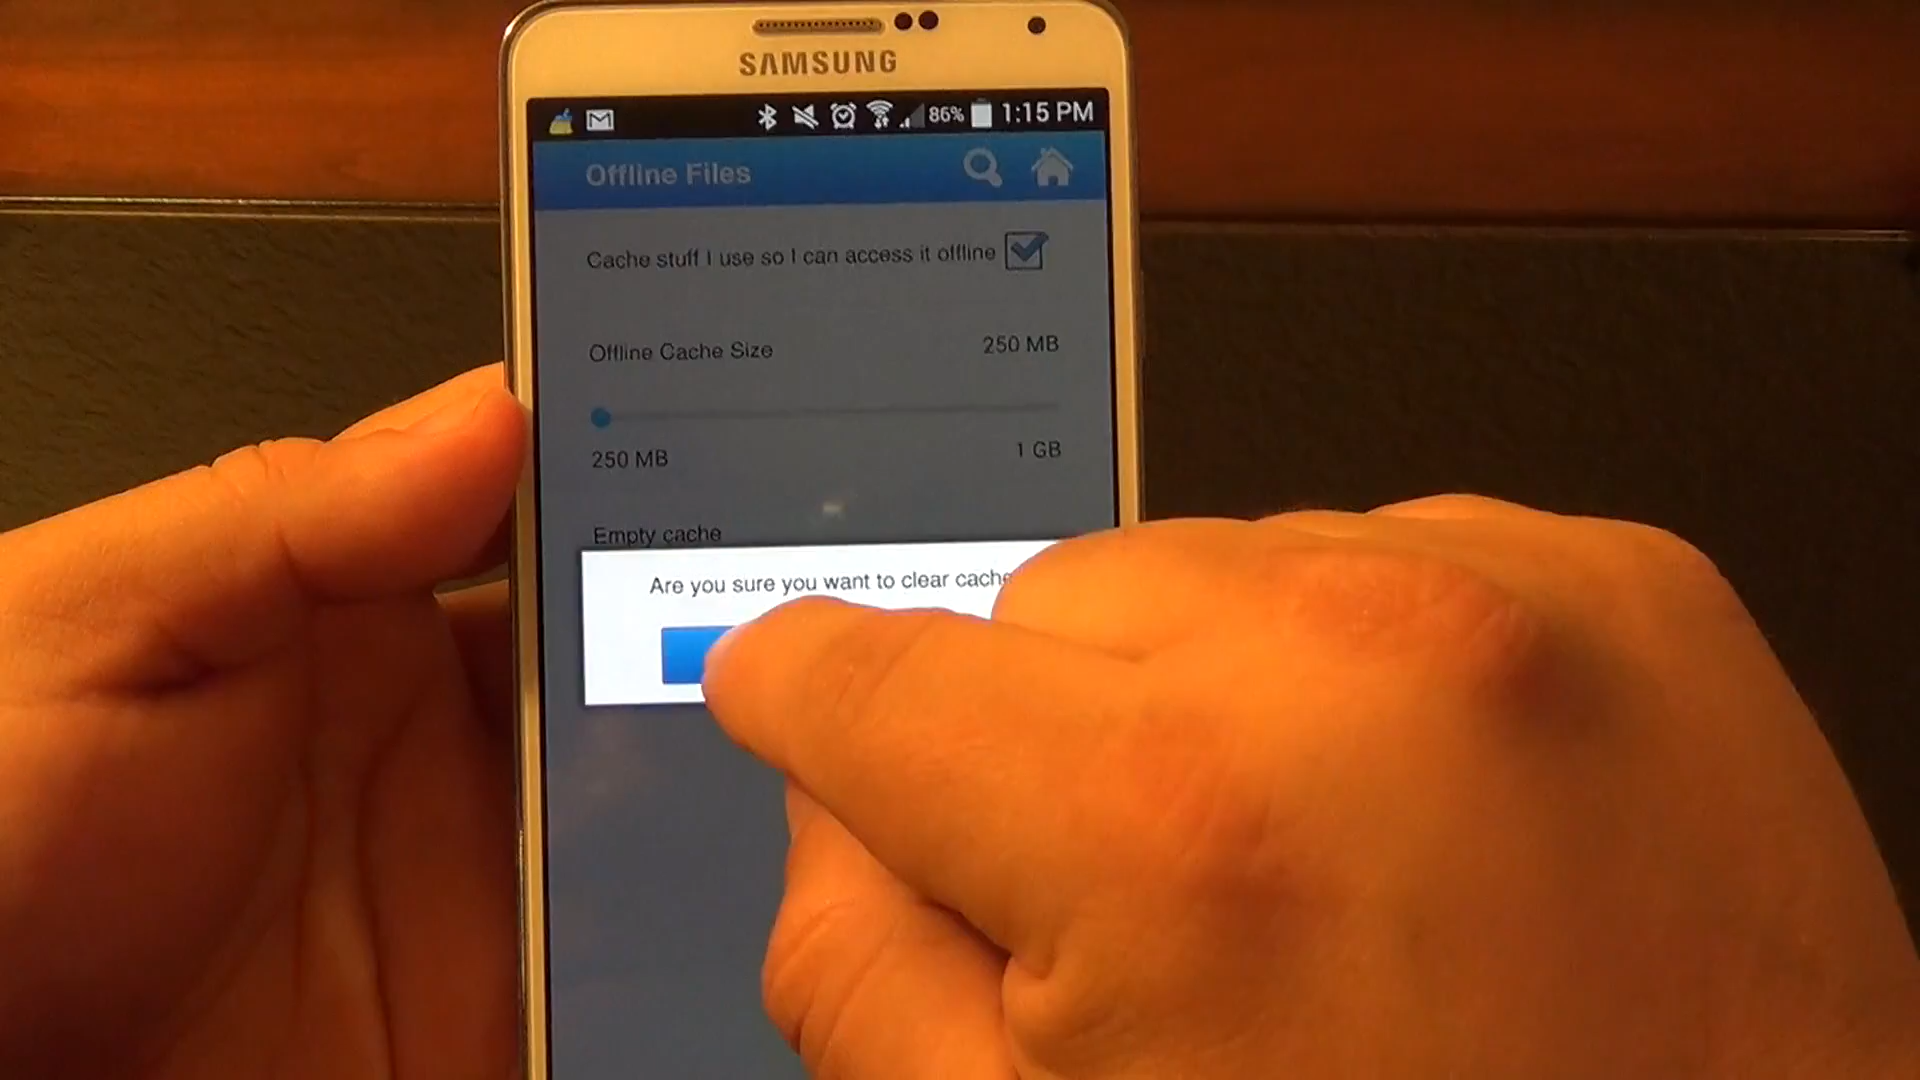 SAMSUNG
86% 1:15 PM
Offline Files
Cache stuff I use so I can access it offline
Offline Cache Size 250 MB
250 MB 1 GB
Empty cache
Are you sure you want to clear cache